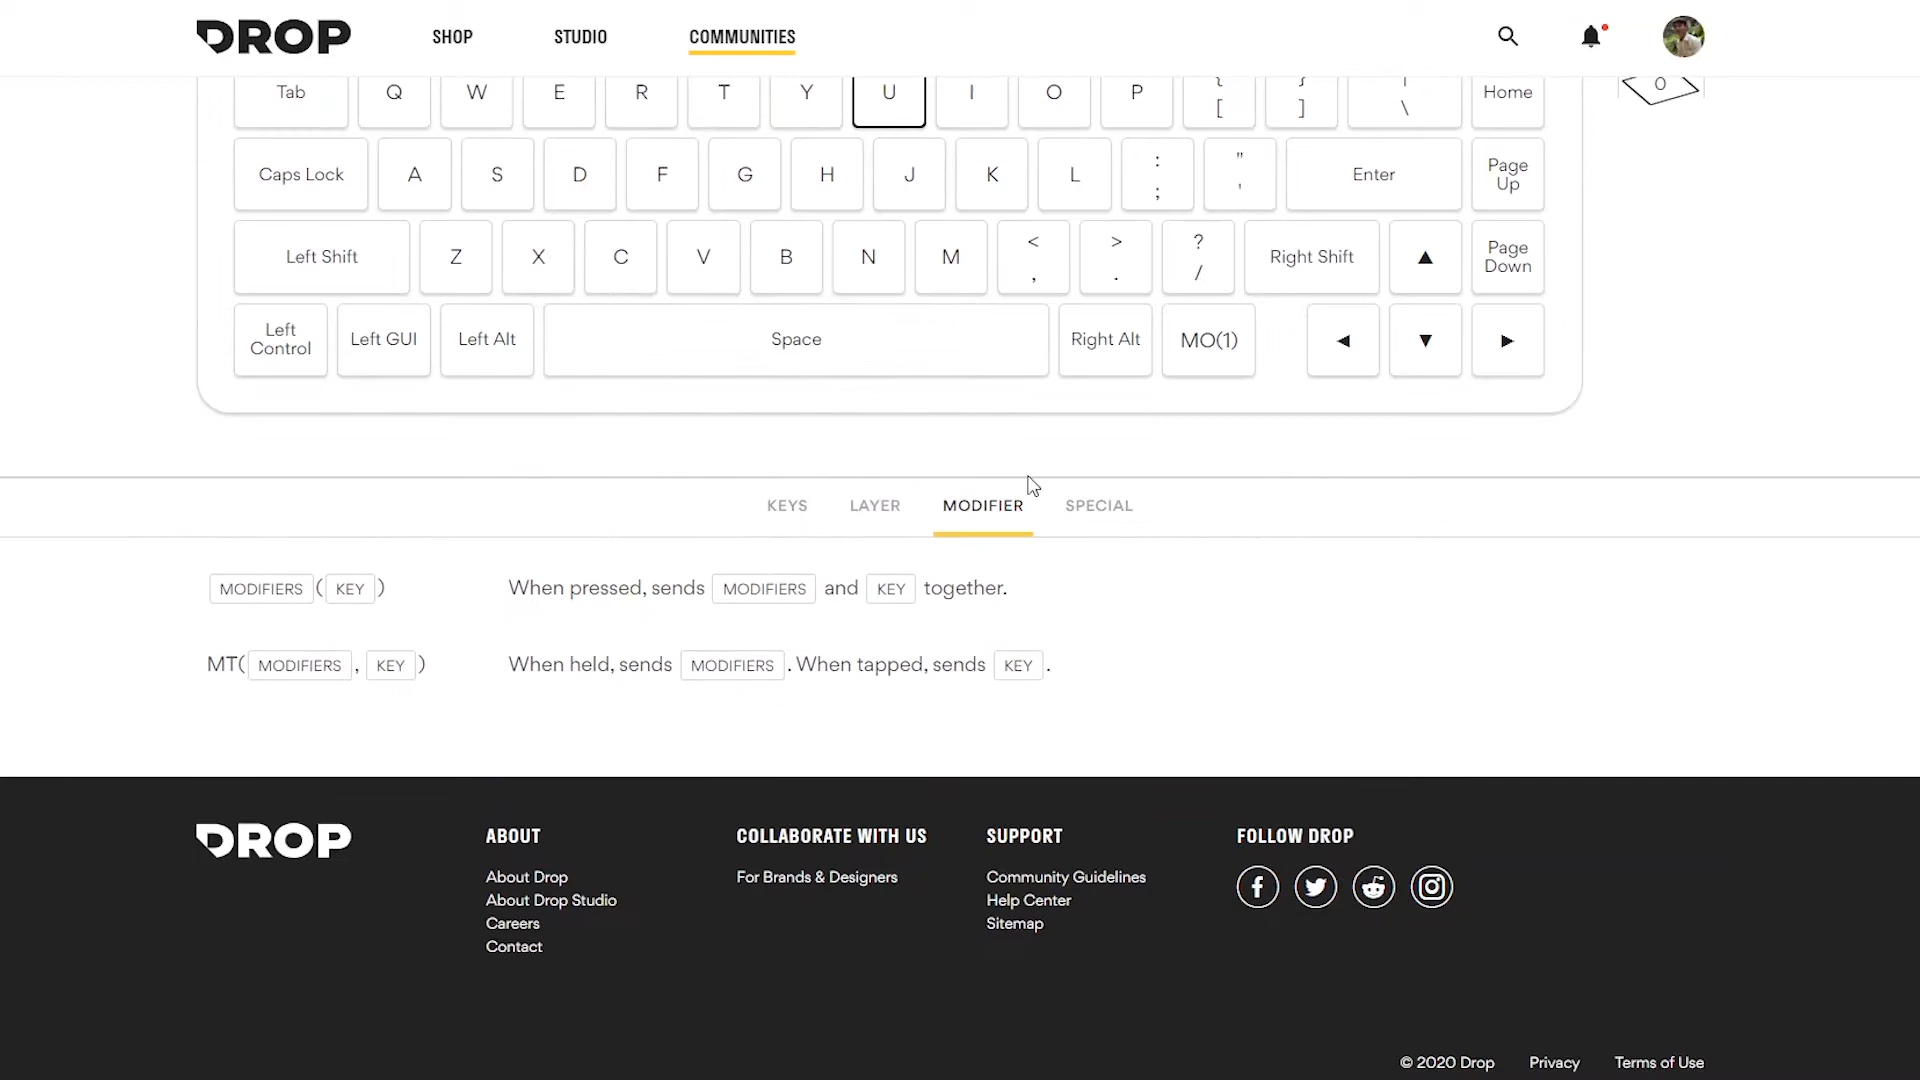 DROP SHOP STUDIO COMMUNITIES
Tab Q W E R T Y U I O P { [ } ] | \ Home 0
Caps Lock A S D F G H J K L : ; " ' Enter Page Up
Left Shift Z X C V B N M < , > . ? / Right Shift ▲ Page Down
Left Control Left GUI Left Alt Space Right Alt MO(1) ◀ ▼ ▶
KEYS LAYER MODIFIER SPECIAL
MODIFIERS ( KEY ) When pressed, sends MODIFIERS and KEY together.
MT( MODIFIERS , KEY ) When held, sends MODIFIERS . When tapped, sends KEY .
DROP
ABOUT
About Drop
About Drop Studio
Careers
Contact
COLLABORATE WITH US
For Brands & Designers
SUPPORT
Community Guidelines
Help Center
Sitemap
FOLLOW DROP
© 2020 Drop Privacy Terms of Use